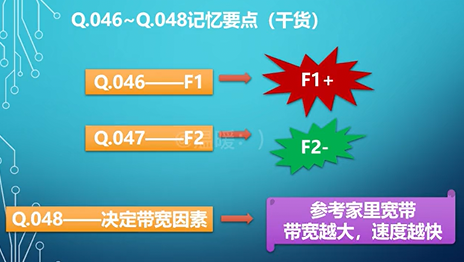 Q.046~Q.048记忆要点（干货）
Q.046——F1
F1+
Q.047——F2
F2-
Q.048——决定带宽因素
参考家里宽带
带宽越大，速度越快